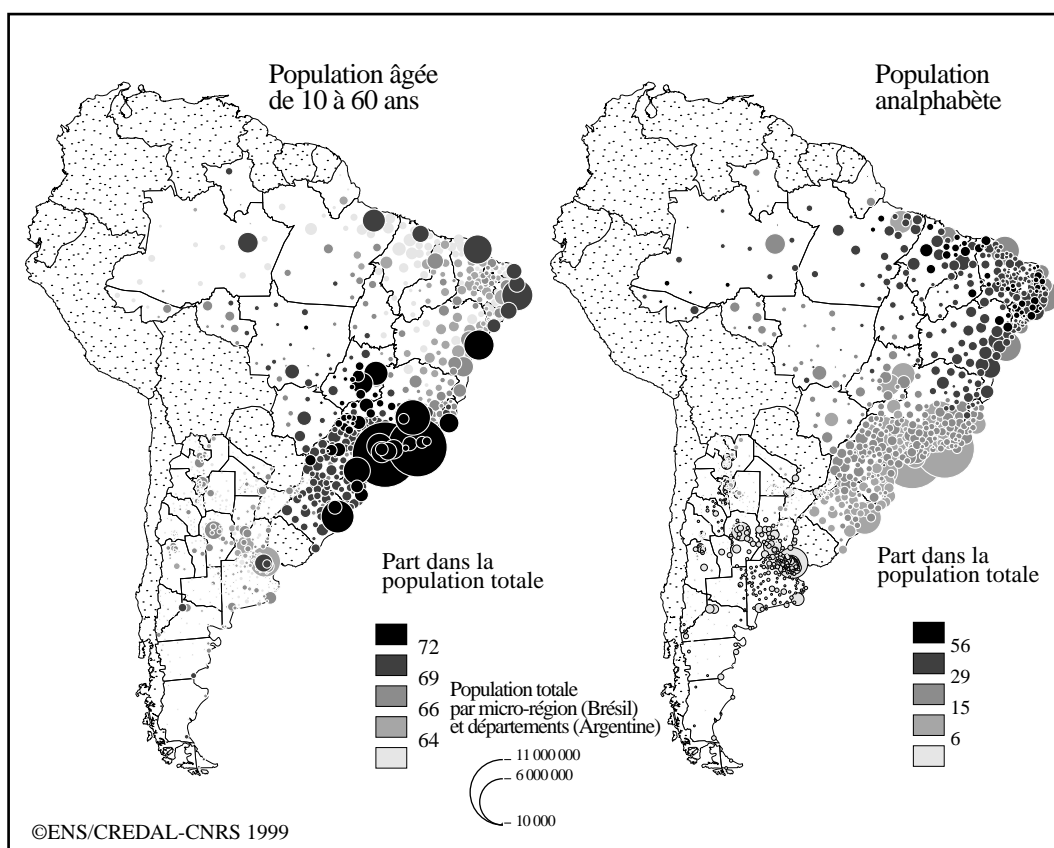 Population âgée
de 10 à 60 ans
Population
analphabète
Part dans la
population totale
72
69
66
64
Population totale
par micro-région (Brésil)
et départements (Argentine)
11 000 000
6 000 000
10 000
Part dans la
population totale
56
29
15
6
©ENS/CREDAL-CNRS 1999